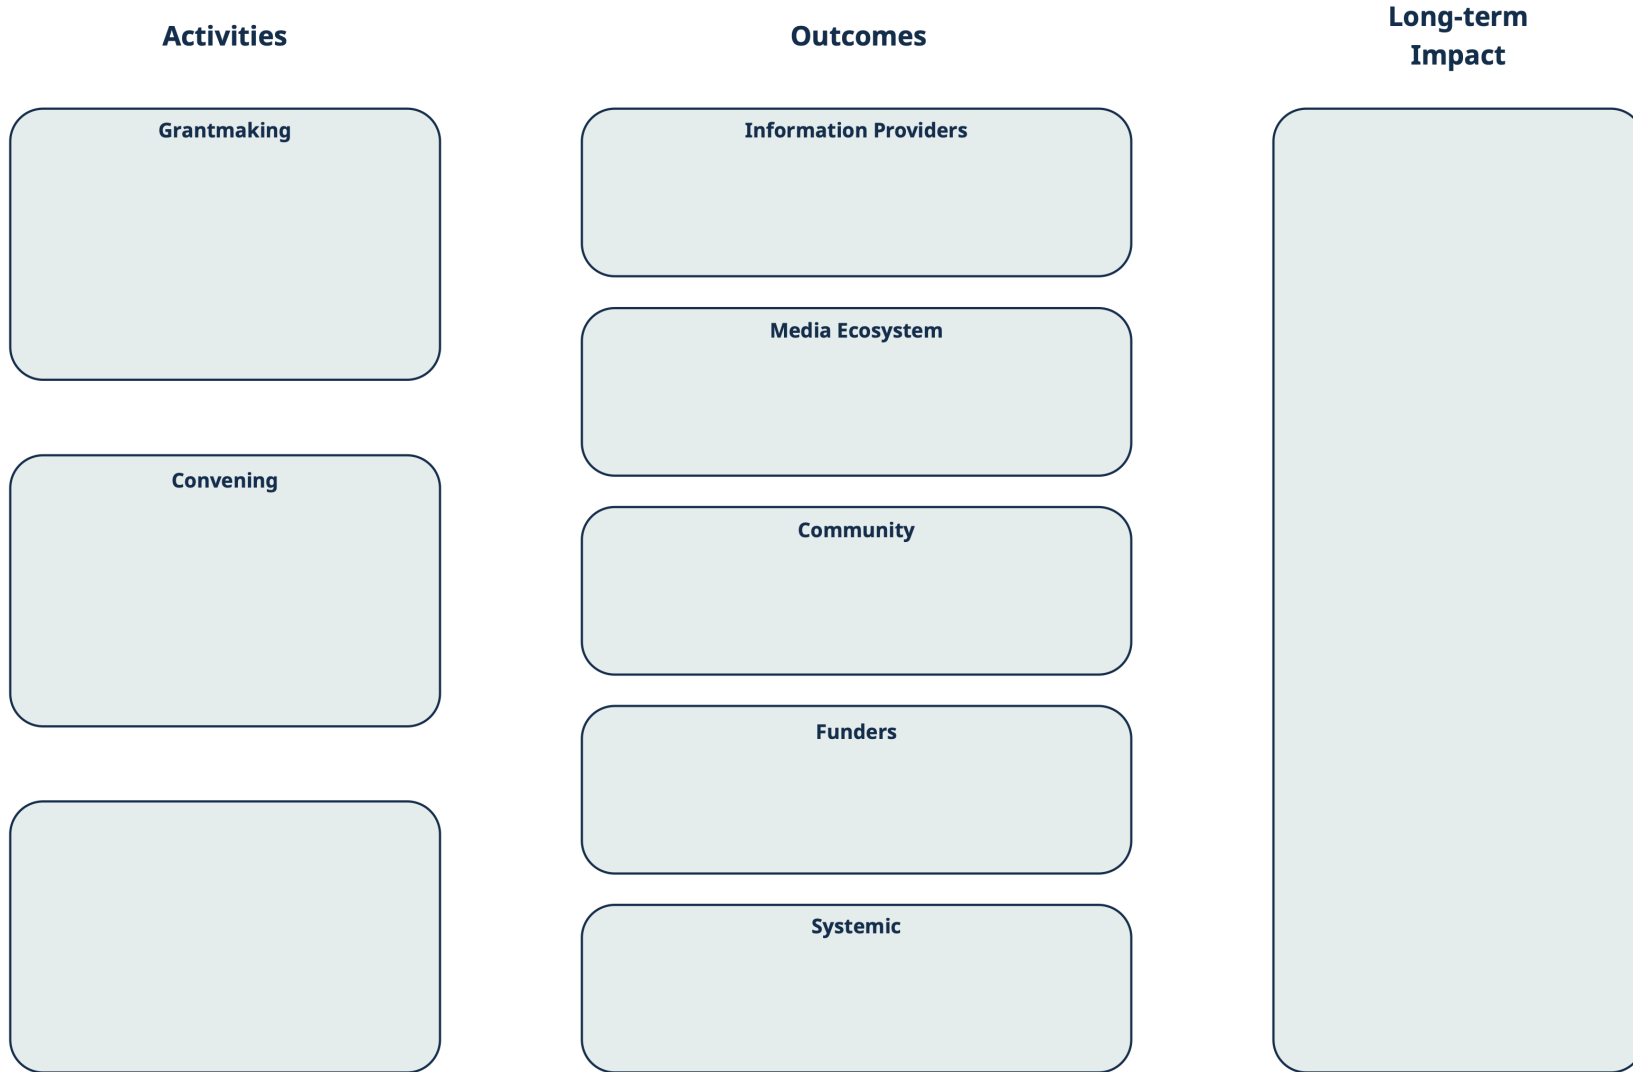 Activities
Outcomes
Long-term
Impact
Grantmaking
Information Providers
Media Ecosystem
Convening
Community
Funders
Systemic